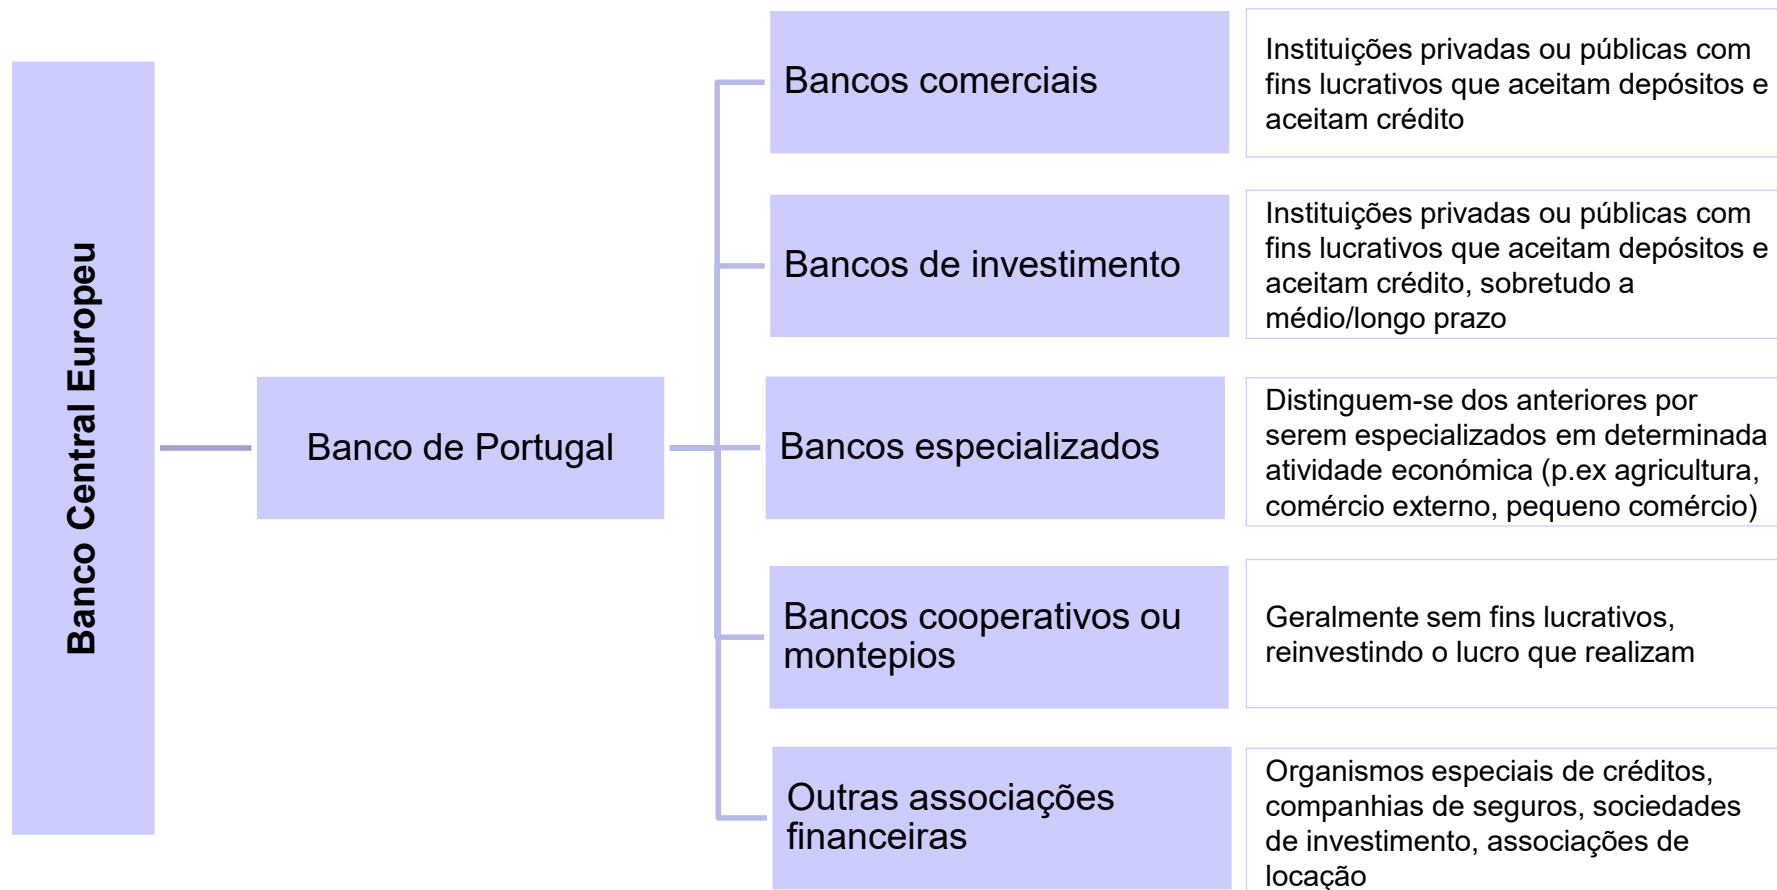 Banco Central Europeu
Banco de Portugal
Bancos comerciais
Instituições privadas ou públicas com
fins lucrativos que aceitam depósitos e
aceitam crédito
Bancos de investimento
Instituições privadas ou públicas com
fins lucrativos que aceitam depósitos e
aceitam crédito, sobretudo a
médio/longo prazo
Bancos especializados
Distinguem-se dos anteriores por
serem especializados em determinada
atividade económica (p.ex agricultura,
comércio externo, pequeno comércio)
Bancos cooperativos ou
montepios
Geralmente sem fins lucrativos,
reinvestindo o lucro que realizam
Outras associações
financeiras
Organismos especiais de créditos,
companhias de seguros, sociedades
de investimento, associações de
locação